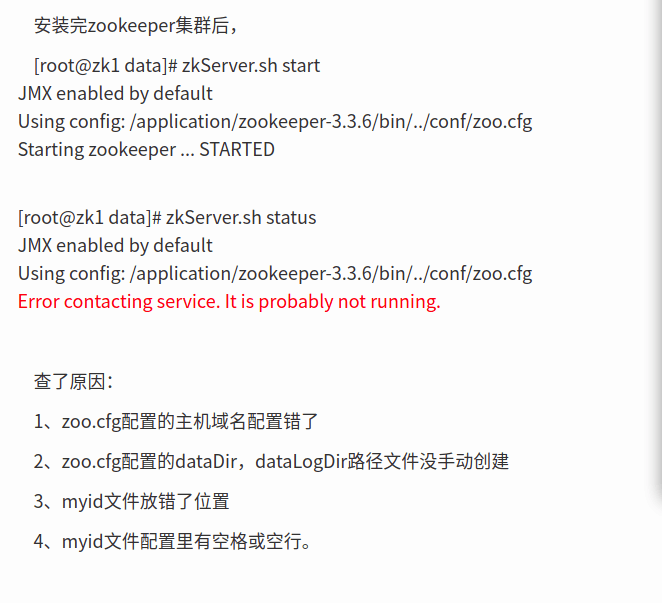 安装完zookeeper集群后，
[root@zk1 data]# zkServer.sh start
JMX enabled by default
Using config: /application/zookeeper-3.3.6/bin/../conf/zoo.cfg
Starting zookeeper ... STARTED
[root@zk1 data]# zkServer.sh status
JMX enabled by default
Using config: /application/zookeeper-3.3.6/bin/../conf/zoo.cfg
Error contacting service. It is probably not running.
查了原因：
1、zoo.cfg配置的主机域名配置错了
2、zoo.cfg配置的dataDir，dataLogDir路径文件没手动创建
3、myid文件放错了位置
4、myid文件配置里有空格或空行。